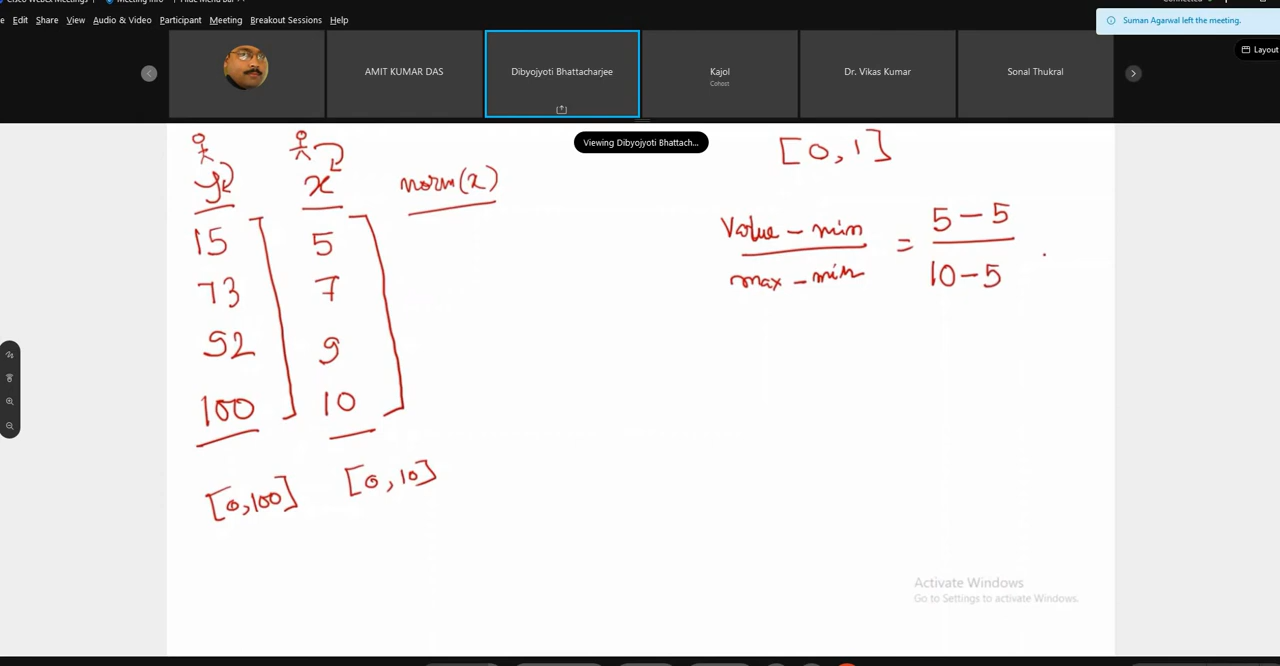 Edit Share View Audio & Video Participant Meeting Breakout Sessions Help
Connected
Suman Agarwal left the meeting.
Layout
AMIT KUMAR DAS
Dibyojyoti Bhattacharjee
Kajol
Cohost
Dr. Vikas Kumar
Sonal Thukral
Viewing Dibyojyoti Bhattach...
[0, 1]
y x norm(x)
15 5
73 7
92 9
100 10
[0, 100] [0, 10]
Value - min
max - min
=
5 - 5
10 - 5
Activate Windows
Go to Settings to activate Windows.